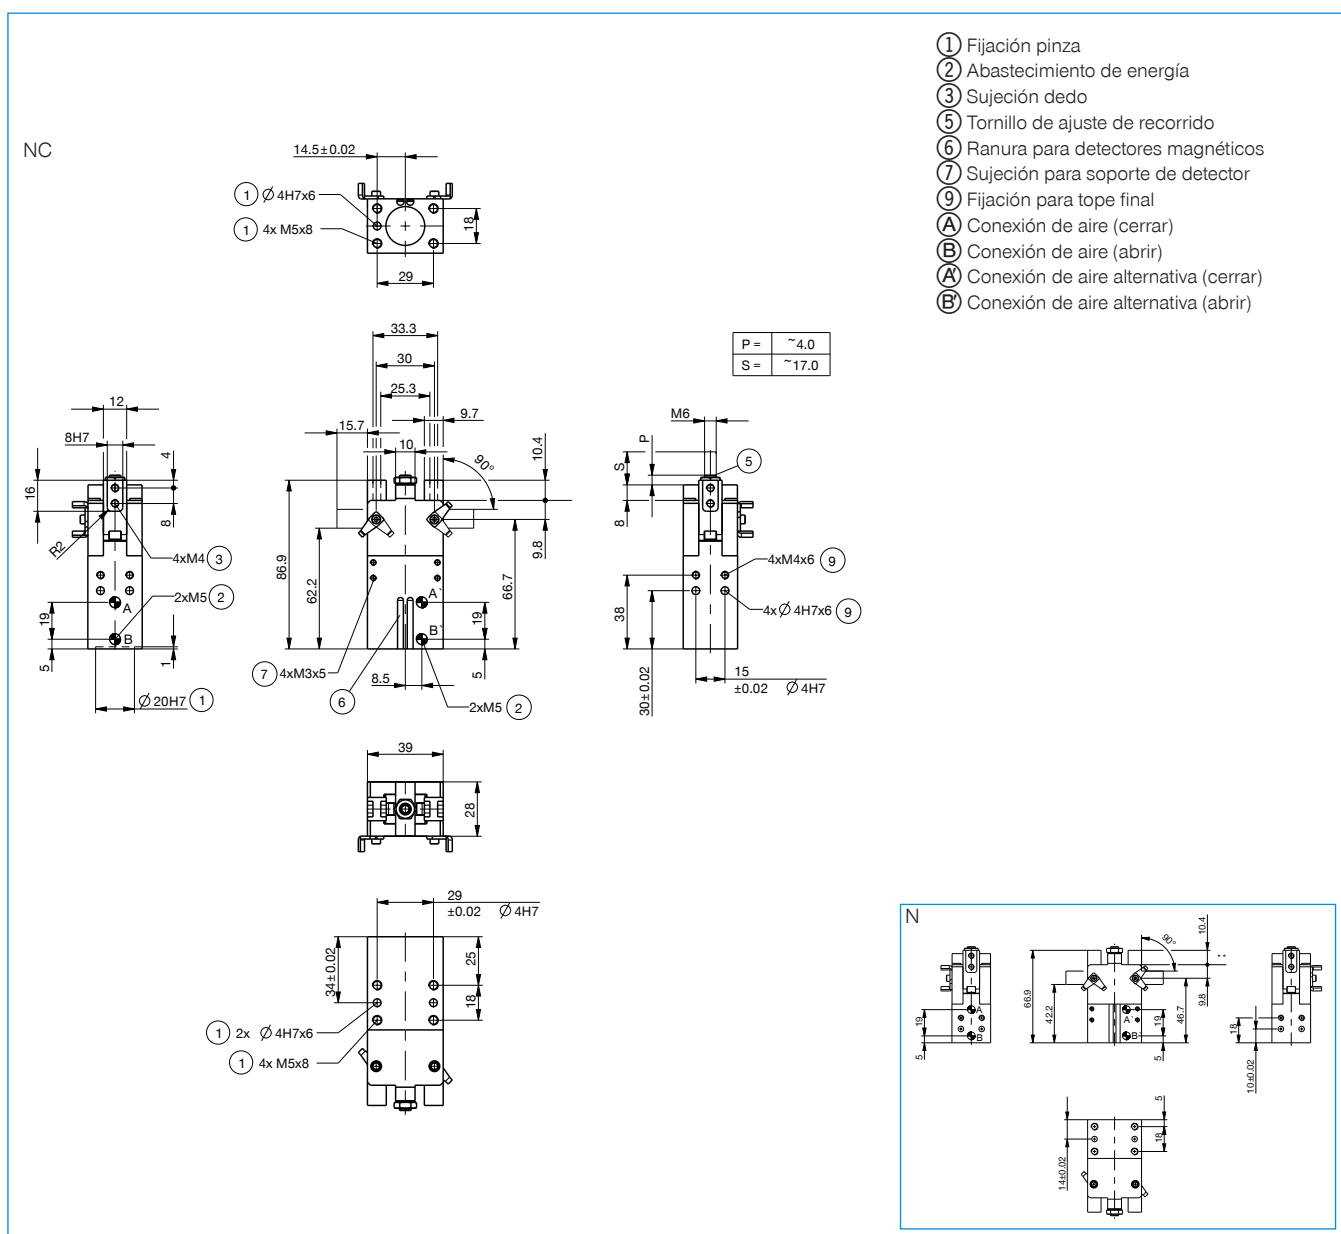 ① Fijación pinza
② Abastecimiento de energía
③ Sujeción dedo
⑤ Tornillo de ajuste de recorrido
⑥ Ranura para detectores magnéticos
⑦ Sujeción para soporte de detector
⑨ Fijación para tope final
Ⓐ Conexión de aire (cerrar)
Ⓑ Conexión de aire (abrir)
A' Conexión de aire alternativa (cerrar)
B' Conexión de aire alternativa (abrir)
NC
14.5±0.02
① Ø 4H7x6
① 4x M5x8
18
29
P = ~4.0
S = ~17.0
12
8H7
4
16
8
R2
4xM4 ③
2xM5 ②
A
B
19
5
1
Ø 20H7 ①
33.3
30
25.3
15.7
9.7
10
90°
10.4
9.8
86.9
62.2
66.7
A`
B`
19
5
⑦ 4xM3x5
⑥
8.5
2xM5 ②
M6
P
S
8
⑤
4xM4x6 ⑨
4x Ø 4H7x6 ⑨
38
30±0.02
15
±0.02 Ø 4H7
39
28
29
±0.02 Ø 4H7
34±0.02
25
18
① 2x Ø 4H7x6
① 4x M5x8
N
A
B
19
5
90°
10.4
9.8
66.9
42.2
46.7
A`
B`
19
5
18
10±0.02
5
18
14±0.02